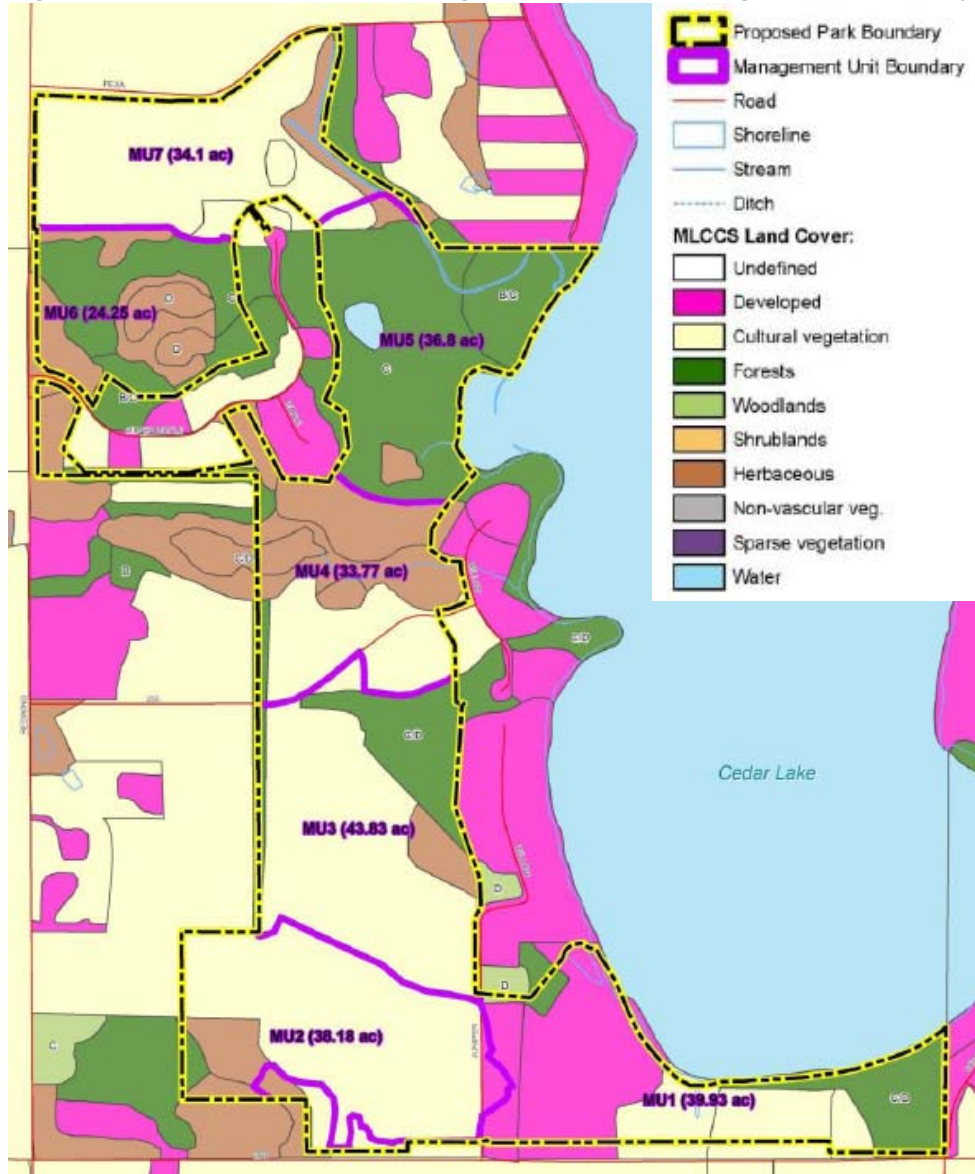 Proposed Park Boundary
Management Unit Boundary
Road
Shoreline
Stream
Ditch
MLCCS Land Cover:
Undefined
Developed
Cultural vegetation
Forests
Woodlands
Shrublands
Herbaceous
Non-vascular veg.
Sparse vegetation
Water
MU7 (34.1 ac)
B/C
MU6 (24.25 ac)
D
C
D
MU5 (36.8 ac)
C
B/C
C/D
D
MU4 (33.77 ac)
C/D
C/D
Cedar Lake
MU3 (43.83 ac)
D
D
MU2 (38.18 ac)
C
MU1 (39.93 ac)